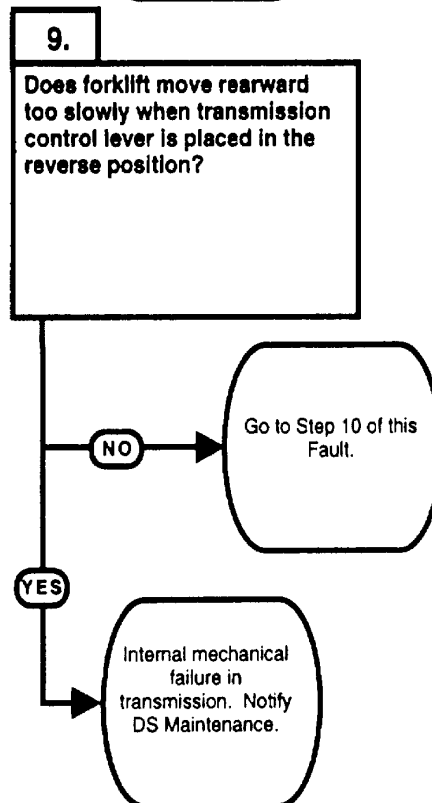 9.
Does forklift move rearward
too slowly when transmission
control lever is placed in the
reverse position?
NO
Go to Step 10 of this
Fault.
YES
Internal mechanical
failure in
transmission. Notify
DS Maintenance.